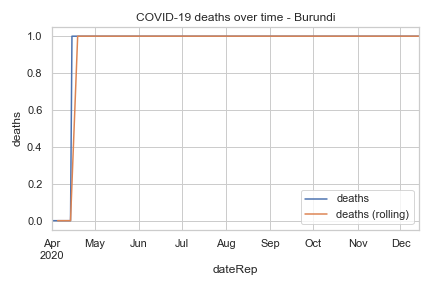 COVID-19 deaths over time - Burundi
deaths
1.0
0.8
0.6
0.4
0.2
0.0
deaths
deaths (rolling)
Apr May Jun Jul Aug Sep Oct Nov Dec
2020
dateRep